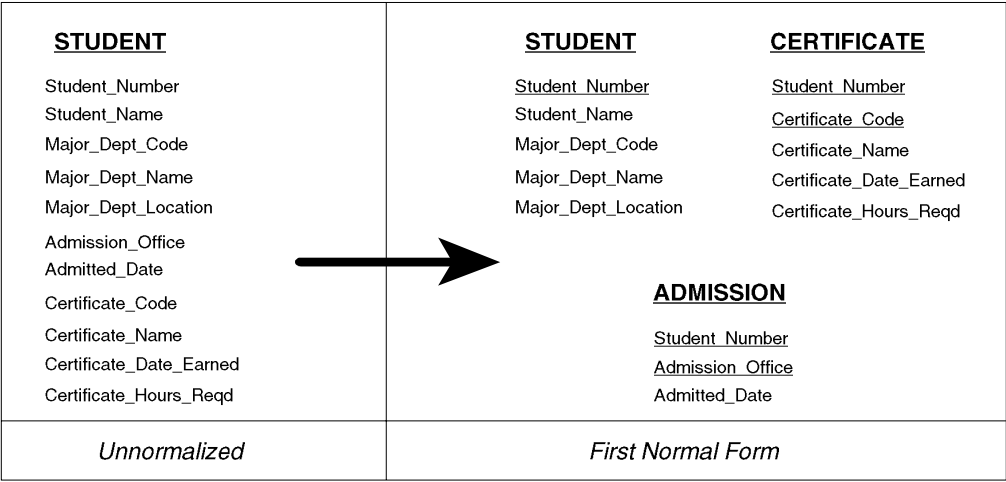 STUDENT
Student_Number
Student_Name
Major_Dept_Code
Major_Dept_Name
Major_Dept_Location
Admission_Office
Admitted_Date
Certificate_Code
Certificate_Name
Certificate_Date_Earned
Certificate_Hours_Reqd
Unnormalized
STUDENT
Student_Number
Student_Name
Major_Dept_Code
Major_Dept_Name
Major_Dept_Location
CERTIFICATE
Student_Number
Certificate_Code
Certificate_Name
Certificate_Date_Earned
Certificate_Hours_Reqd
ADMISSION
Student_Number
Admission_Office
Admitted_Date
First Normal Form